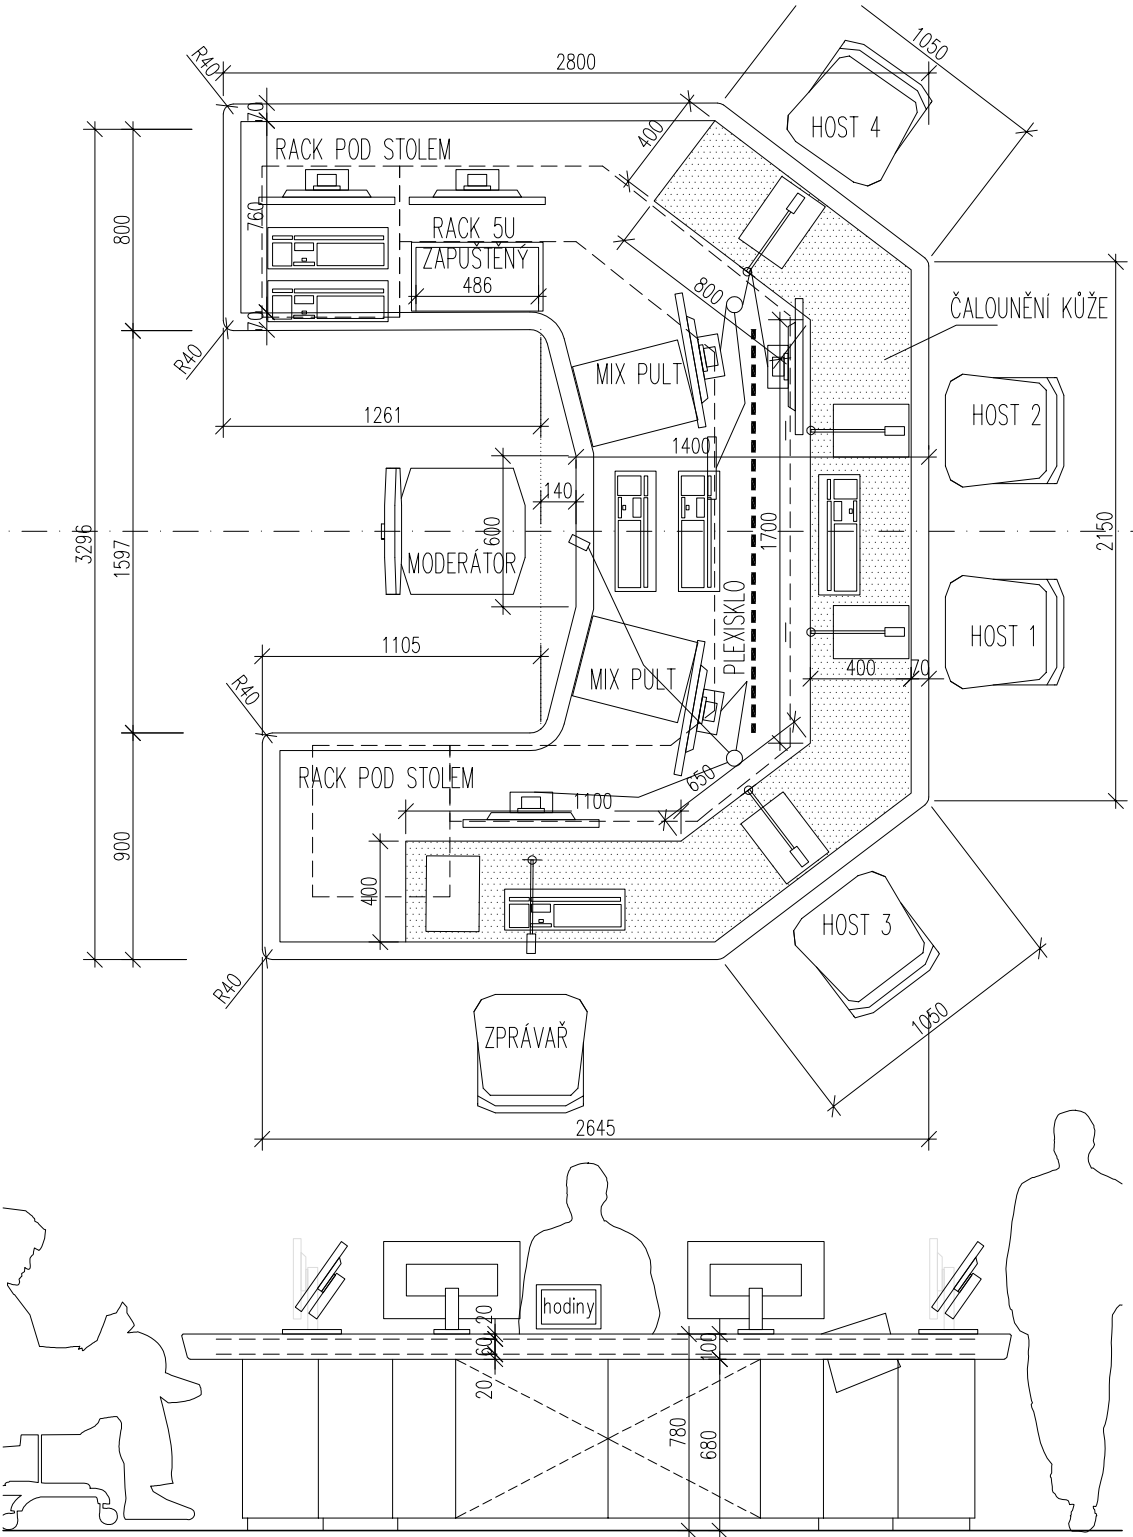 1050
R40
2800
HOST 4
70
400
RACK POD STOLEM
800
760
RACK 5U
ZAPUŠTĚNÝ
486
800
ČALOUNĚNÍ KŮŽE
70
R40
MIX PULT
1261
HOST 2
1400
140
600
1700
3296
1597
2150
MODERÁTOR
PLEXISKLO
1105
HOST 1
MIX PULT
400
70
R40
RACK POD STOLEM
650
1100
900
400
HOST 3
R40
1050
ZPRÁVAŘ
2645
hodiny
20
60
100
20
780
680